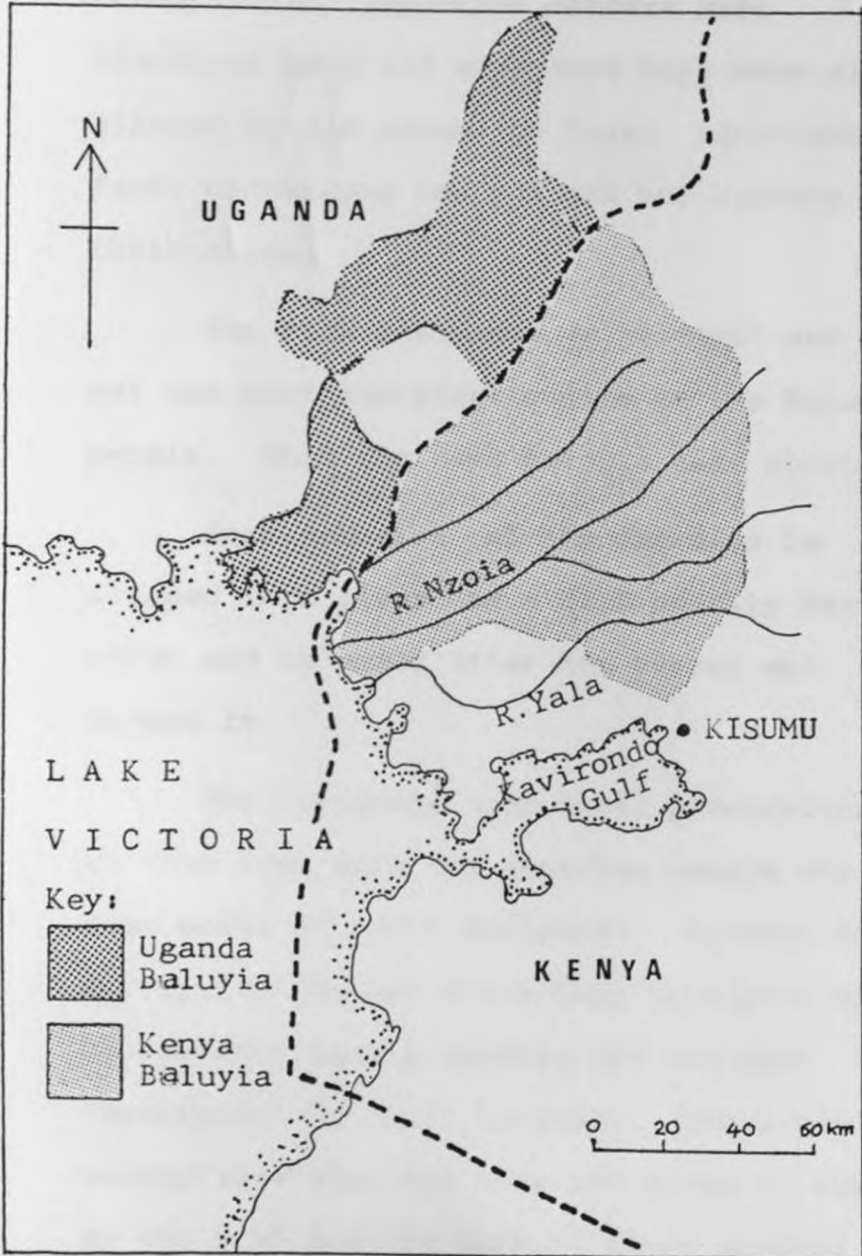 N
UGANDA
R.Nzoia
R.Yala
KISUMU
Kavirondo
Gulf
LAKE
VICTORIA
Key:
Uganda
Baluyia
Kenya
Baluyia
KENYA
0 20 40 60 km